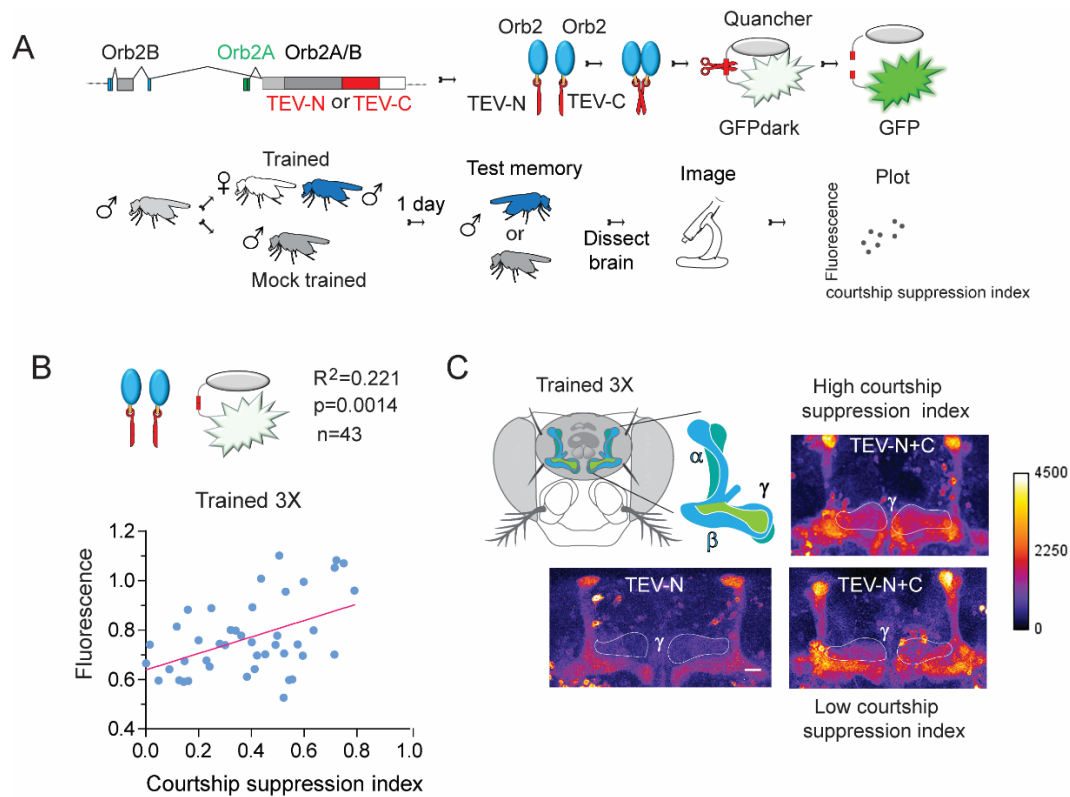 A
Orb2B
Orb2A
Orb2A/B
TEV-N or TEV-C
Orb2
Orb2
TEV-N
TEV-C
Quancher
GFPdark
GFP
♂
♀
Trained
♂
♂
Mock trained
1 day
Test memory
♂
or
Dissect
brain
Image
Plot
Fluorescence
courtship suppression index
B
R²=0.221
p=0.0014
n=43
Trained 3X
Fluorescence
1.2
1.0
0.8
0.6
0.4
0.0
0.2
0.4
0.6
0.8
1.0
Courtship suppression index
C
Trained 3X
α
γ
β
High courtship
suppression index
TEV-N+C
γ
4500
2250
0
TEV-N
γ
TEV-N+C
γ
Low courtship
suppression index